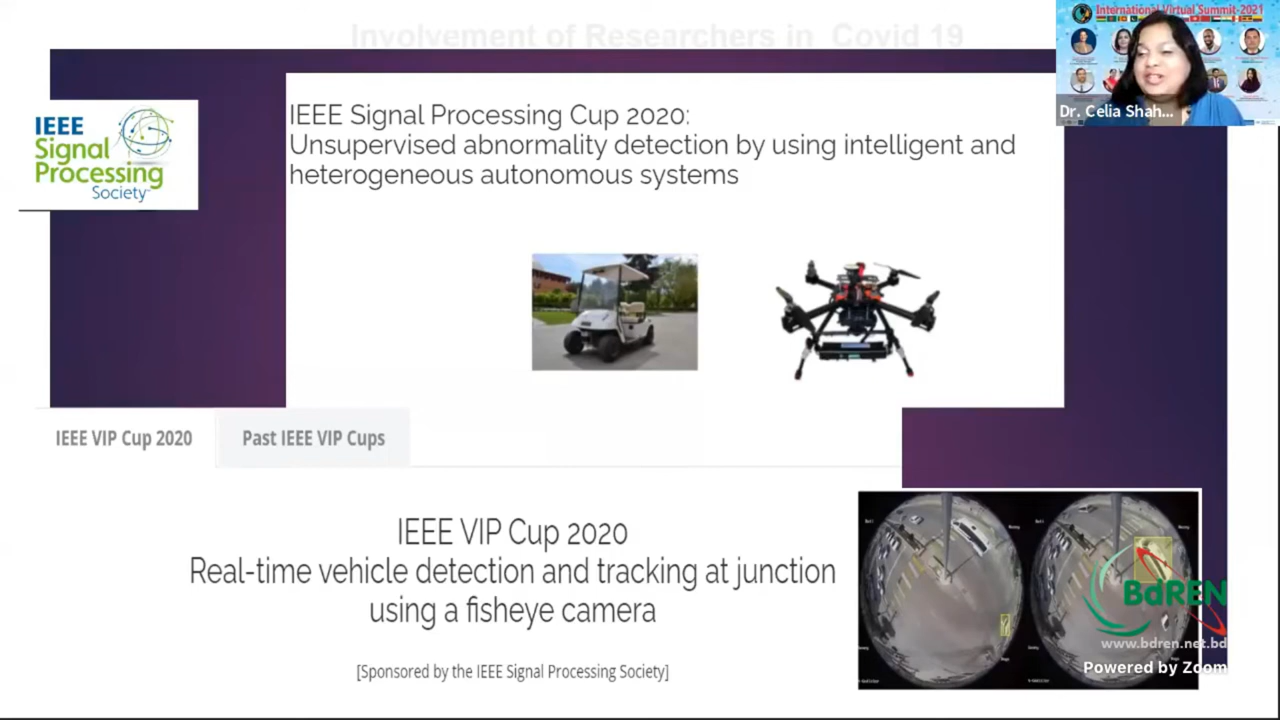 Involvement of Researchers in Covid 19
International Virtual Summit-2021
Dr. Celia Shah...
IEEE
Signal
Processing
Society
IEEE Signal Processing Cup 2020:
Unsupervised abnormality detection by using intelligent and
heterogeneous autonomous systems
IEEE VIP Cup 2020
Past IEEE VIP Cups
IEEE VIP Cup 2020
Real-time vehicle detection and tracking at junction
using a fisheye camera
[Sponsored by the IEEE Signal Processing Society]
BdREN
www.bdren.net.bd
Powered by Zoom